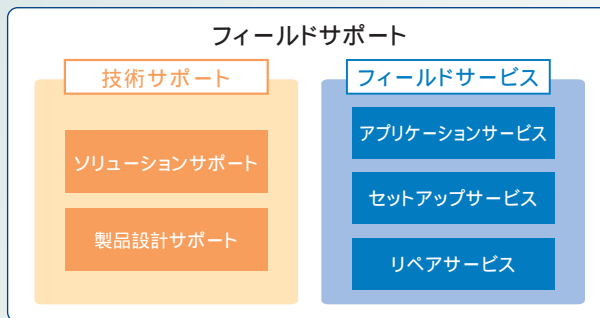 フィールドサポート
技術サポート
ソリューションサポート
製品設計サポート
フィールドサービス
アプリケーションサービス
セットアップサービス
リペアサービス